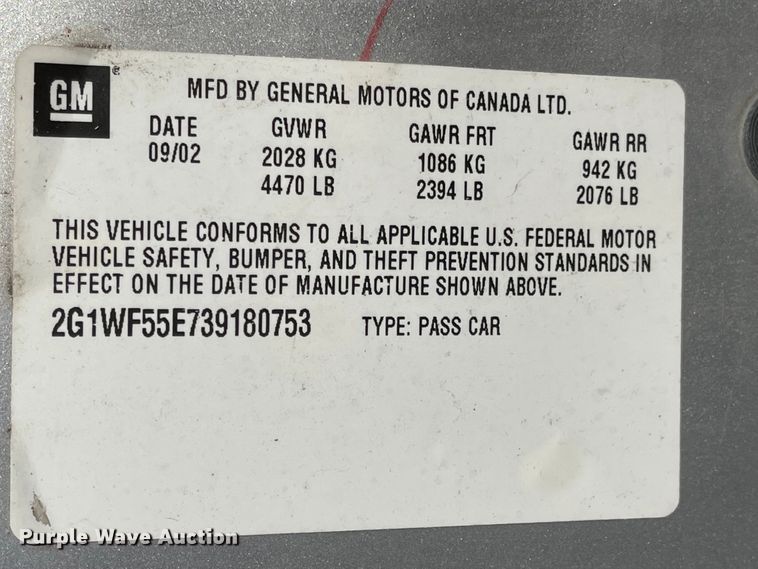 GM
MFD BY GENERAL MOTORS OF CANADA LTD.
DATE GVWR GAWR FRT GAWR RR
09/02 2028 KG 1086 KG 942 KG
4470 LB 2394 LB 2076 LB
THIS VEHICLE CONFORMS TO ALL APPLICABLE U.S. FEDERAL MOTOR
VEHICLE SAFETY, BUMPER, AND THEFT PREVENTION STANDARDS IN
EFFECT ON THE DATE OF MANUFACTURE SHOWN ABOVE.
2G1WF55E739180753 TYPE: PASS CAR
Purple Wave Auction